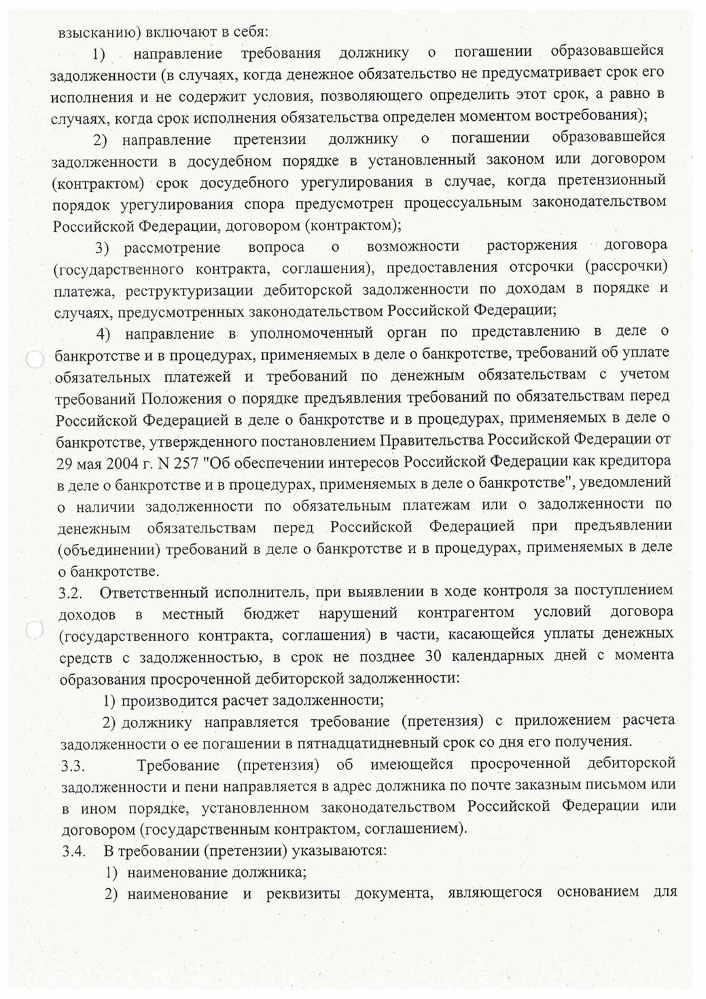 взысканию) включают в себя:
1) направление требования должнику о погашении образовавшейся
задолженности (в случаях, когда денежное обязательство не предусматривает срок его
исполнения и не содержит условия, позволяющего определить этот срок, а равно в
случаях, когда срок исполнения обязательства определен моментом востребования);
2) направление претензии должнику о погашении образовавшейся
задолженности в досудебном порядке в установленный законом или договором
(контрактом) срок досудебного урегулирования в случае, когда претензионный
порядок урегулирования спора предусмотрен процессуальным законодательством
Российской Федерации, договором (контрактом);
3) рассмотрение вопроса о возможности расторжения договора
(государственного контракта, соглашения), предоставления отсрочки (рассрочки)
платежа, реструктуризации дебиторской задолженности по доходам в порядке и
случаях, предусмотренных законодательством Российской Федерации;
4) направление в уполномоченный орган по представлению в деле о
банкротстве и в процедурах, применяемых в деле о банкротстве, требований об уплате
обязательных платежей и требований по денежным обязательствам с учетом
требований Положения о порядке предъявления требований по обязательствам перед
Российской Федерацией в деле о банкротстве и в процедурах, применяемых в деле о
банкротстве, утвержденного постановлением Правительства Российской Федерации от
29 мая 2004 г. N 257 "Об обеспечении интересов Российской Федерации как кредитора
в деле о банкротстве и в процедурах, применяемых в деле о банкротстве", уведомлений
о наличии задолженности по обязательным платежам или о задолженности по
денежным обязательствам перед Российской Федерацией при предъявлении
(объединении) требований в деле о банкротстве и в процедурах, применяемых в деле
о банкротстве.
3.2. Ответственный исполнитель, при выявлении в ходе контроля за поступлением
доходов в местный бюджет нарушений контрагентом условий договора
(государственного контракта, соглашения) в части, касающейся уплаты денежных
средств с задолженностью, в срок не позднее 30 календарных дней с момента
образования просроченной дебиторской задолженности:
1) производится расчет задолженности;
2) должнику направляется требование (претензия) с приложением расчета
задолженности о ее погашении в пятнадцатидневный срок со дня его получения.
3.3. Требование (претензия) об имеющейся просроченной дебиторской
задолженности и пени направляется в адрес должника по почте заказным письмом или
в ином порядке, установленном законодательством Российской Федерации или
договором (государственным контрактом, соглашением).
3.4. В требовании (претензии) указываются:
1) наименование должника;
2) наименование и реквизиты документа, являющегося основанием для